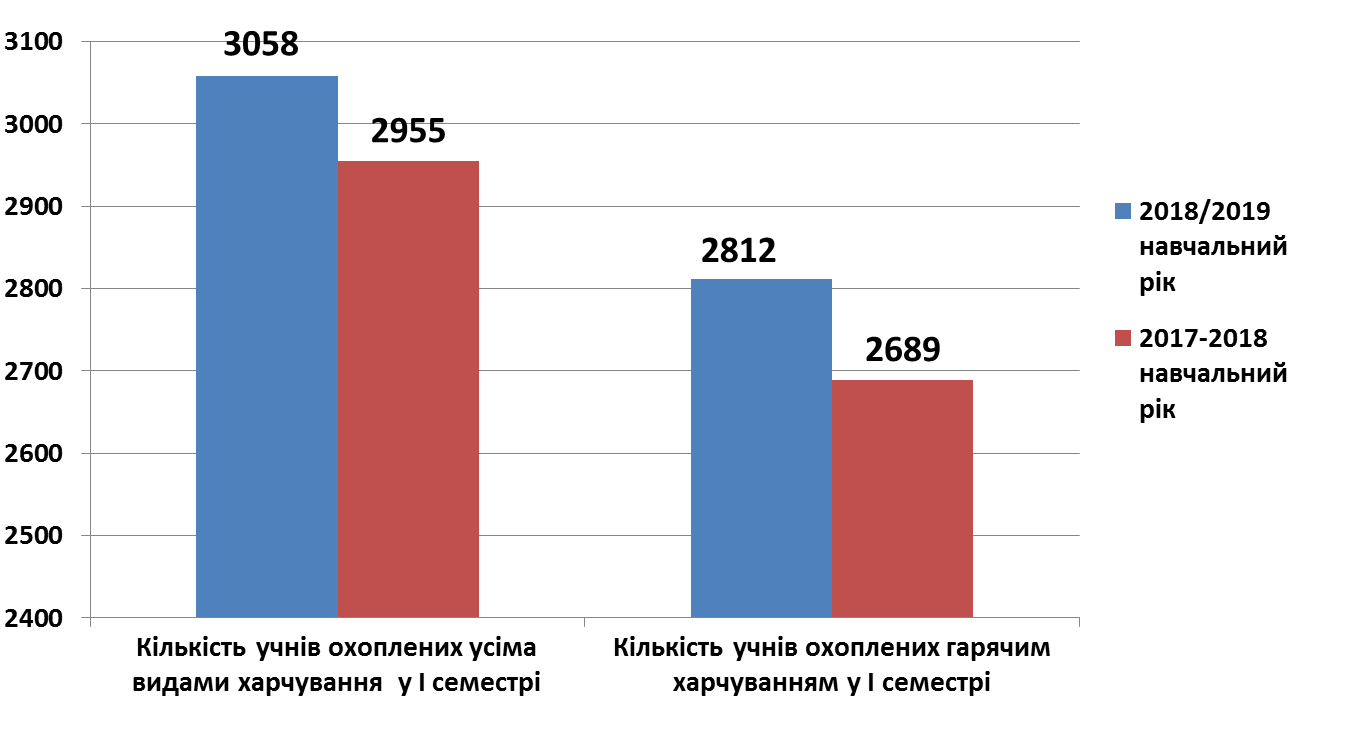 3100
3000
2900
2800
2700
2600
2500
2400
3058
2955
2812
2689
Кількість учнів охоплених усіма
видами харчування у І семестрі
Кількість учнів охоплених гарячим
харчуванням у І семестрі
2018/2019
навчальний
рік
2017-2018
навчальний
рік